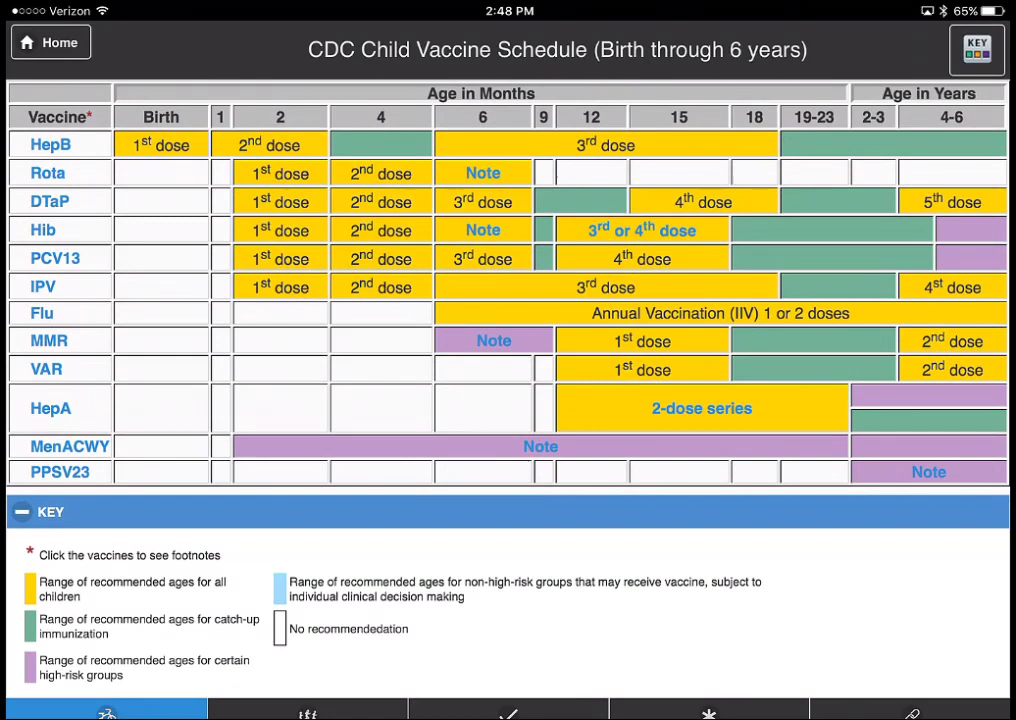 ●○○○○ Verizon 2:48 PM 65%
Home CDC Child Vaccine Schedule (Birth through 6 years) KEY
Age in Months Age in Years
Vaccine* Birth 1 2 4 6 9 12 15 18 19-23 2-3 4-6
HepB 1st dose 2nd dose 3rd dose
Rota 1st dose 2nd dose Note
DTaP 1st dose 2nd dose 3rd dose 4th dose 5th dose
Hib 1st dose 2nd dose Note 3rd or 4th dose
PCV13 1st dose 2nd dose 3rd dose 4th dose
IPV 1st dose 2nd dose 3rd dose 4st dose
Flu Annual Vaccination (IIV) 1 or 2 doses
MMR Note 1st dose 2nd dose
VAR 1st dose 2nd dose
HepA 2-dose series
MenACWY Note
PPSV23 Note
KEY
* Click the vaccines to see footnotes
Range of recommended ages for all
children
Range of recommended ages for catch-up
immunization
Range of recommended ages for certain
high-risk groups
Range of recommended ages for non-high-risk groups that may receive vaccine, subject to
individual clinical decision making
No recommendedation